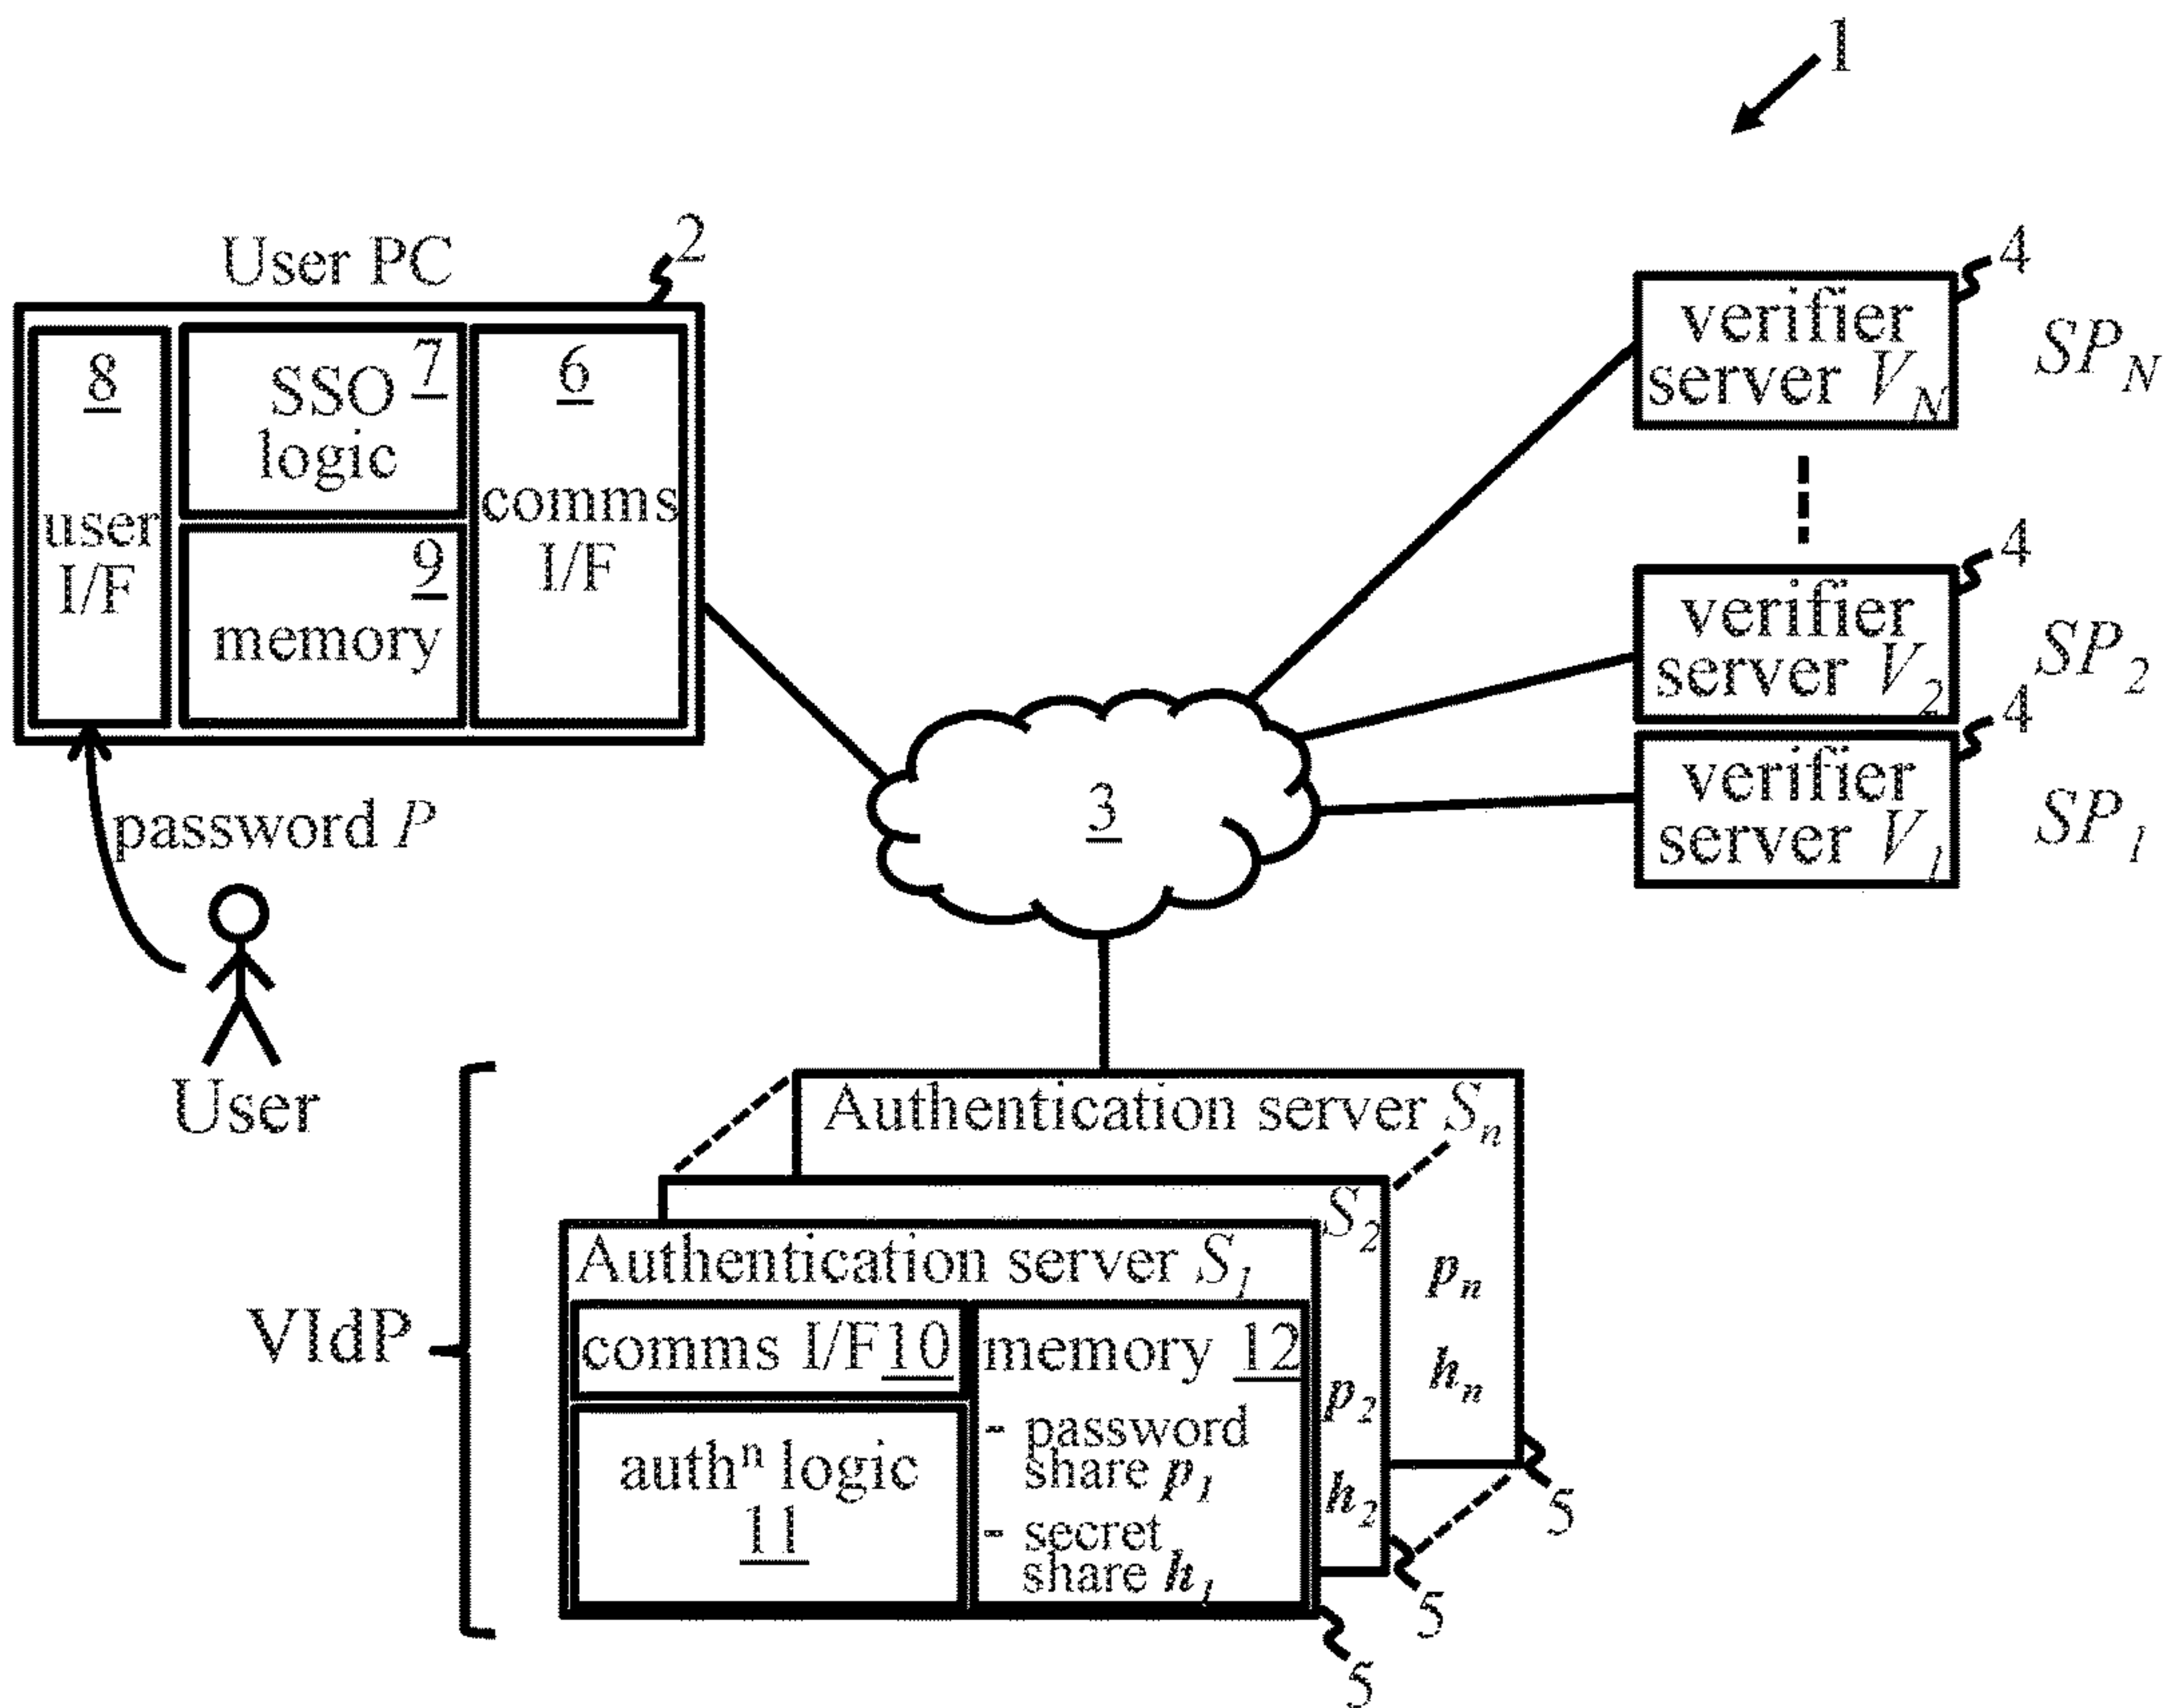 1
User PC
2
8
user
I/F
SSO 7
logic
9
memory
6
comms
I/F
password P
User
3
verifier
server V_N
4
SP_N
verifier
server V_2
4
SP_2
verifier
server V_1
4
SP_1
VIdP
Authentication server S_n
p_n
h_n
5
S_2
p_2
h_2
5
Authentication server S_1
comms I/F 10
authⁿ logic
11
memory 12
- password
share p_1
- secret
share h_1
5